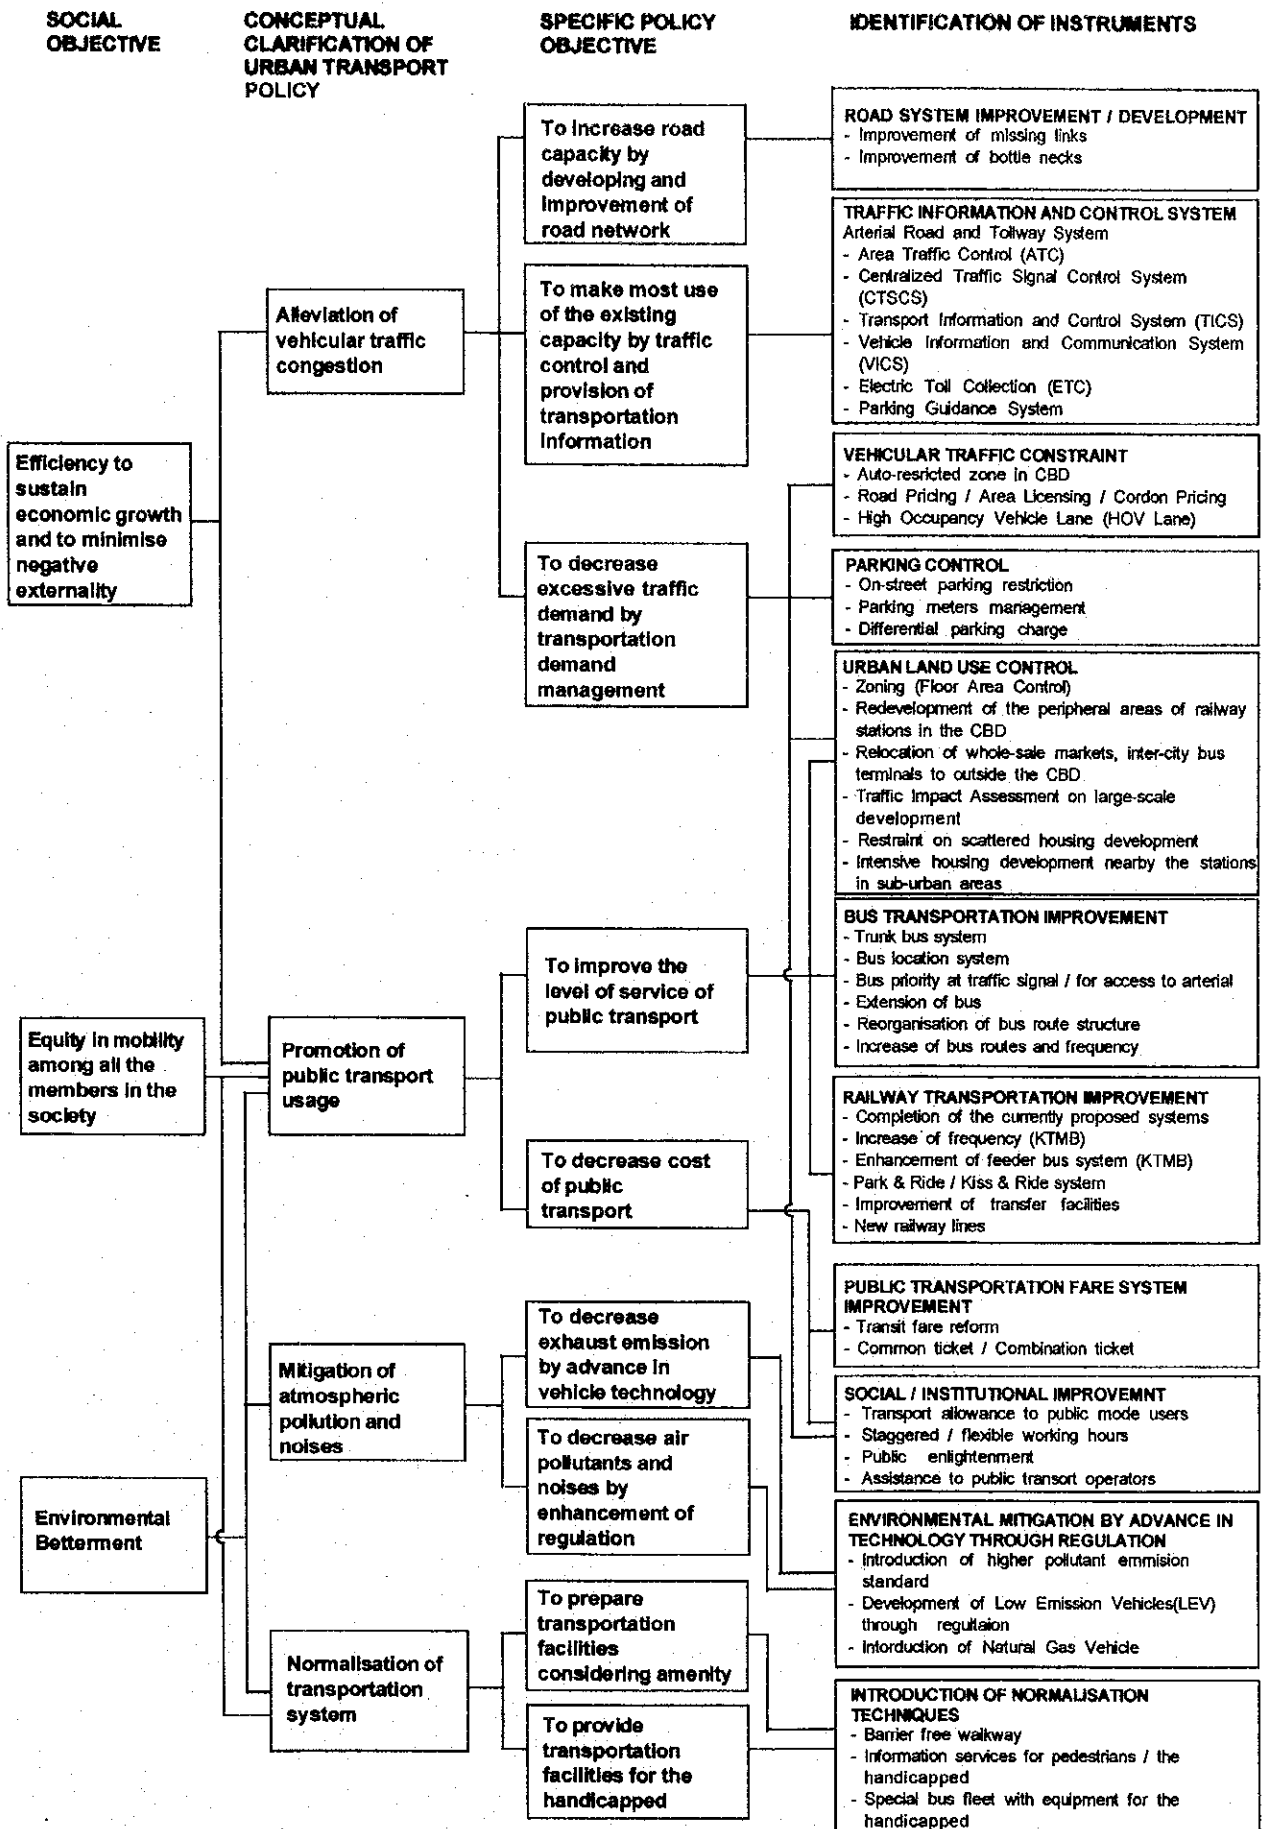 SOCIAL
OBJECTIVE
CONCEPTUAL
CLARIFICATION OF
URBAN TRANSPORT
POLICY
SPECIFIC POLICY
OBJECTIVE
IDENTIFICATION OF INSTRUMENTS
Efficiency to
sustain
economic growth
and to minimise
negative
externality
Equity in mobility
among all the
members in the
society
Environmental
Betterment
Alleviation of
vehicular traffic
congestion
Promotion of
public transport
usage
Mitigation of
atmospheric
pollution and
noises
Normalisation of
transportation
system
To increase road
capacity by
developing and
improvement of
road network
To make most use
of the existing
capacity by traffic
control and
provision of
transportation
information
To decrease
excessive traffic
demand by
transportation
demand
management
To improve the
level of service of
public transport
To decrease cost
of public
transport
To decrease
exhaust emission
by advance in
vehicle technology
To decrease air
pollutants and
noises by
enhancement of
regulation
To prepare
transportation
facilities
considering amenity
To provide
transportation
facilities for the
handicapped
ROAD SYSTEM IMPROVEMENT / DEVELOPMENT
- Improvement of missing links
- Improvement of bottle necks
TRAFFIC INFORMATION AND CONTROL SYSTEM
Arterial Road and Tollway System
- Area Traffic Control (ATC)
- Centralized Traffic Signal Control System
(CTSCS)
- Transport Information and Control System (TICS)
- Vehicle Information and Communication System
(VICS)
- Electric Toll Collection (ETC)
- Parking Guidance System
VEHICULAR TRAFFIC CONSTRAINT
- Auto-resricted zone in CBD
- Road Pricing / Area Licensing / Cordon Pricing
- High Occupancy Vehicle Lane (HOV Lane)
PARKING CONTROL
- On-street parking restriction
- Parking meters management
- Differential parking charge
URBAN LAND USE CONTROL
- Zoning (Floor Area Control)
- Redevelopment of the peripheral areas of railway
stations in the CBD
- Relocation of whole-sale markets, inter-city bus
terminals to outside the CBD
- Traffic Impact Assessment on large-scale
development
- Restraint on scattered housing development
- Intensive housing development nearby the stations
in sub-urban areas
BUS TRANSPORTATION IMPROVEMENT
- Trunk bus system
- Bus location system
- Bus priority at traffic signal / for access to arterial
- Extension of bus
- Reorganisation of bus route structure
- Increase of bus routes and frequency
RAILWAY TRANSPORTATION IMPROVEMENT
- Completion of the currently proposed systems
- Increase of frequency (KTMB)
- Enhancement of feeder bus system (KTMB)
- Park & Ride / Kiss & Ride system
- Improvement of transfer facilities
- New railway lines
PUBLIC TRANSPORTATION FARE SYSTEM
IMPROVEMENT
- Transit fare reform
- Common ticket / Combination ticket
SOCIAL / INSTITUTIONAL IMPROVEMNT
- Transport allowance to public mode users
- Staggered / flexible working hours
- Public enlightenment
- Assistance to public transort operators
ENVIRONMENTAL MITIGATION BY ADVANCE IN
TECHNOLOGY THROUGH REGULATION
- Introduction of higher pollutant emmision
standard
- Development of Low Emission Vehicles(LEV)
through regultaion
- Intorduction of Natural Gas Vehicle
INTRODUCTION OF NORMALISATION
TECHNIQUES
- Barrier free walkway
- Information services for pedestrians / the
handicapped
- Special bus fleet with equipment for the
handicapped